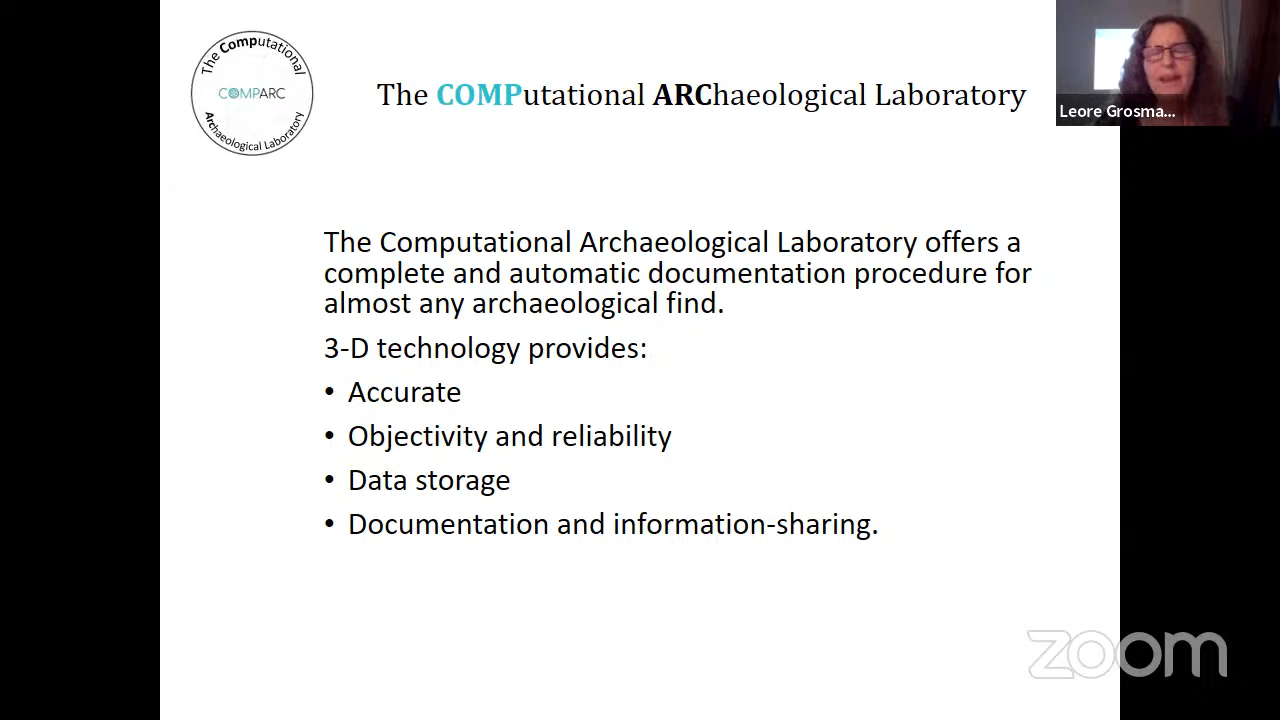 The Computational
COMPARC
Archaeological Laboratory
The COMPutational ARChaeological Laboratory
Leore Grosma...
The Computational Archaeological Laboratory offers a
complete and automatic documentation procedure for
almost any archaeological find.
3-D technology provides:
• Accurate
• Objectivity and reliability
• Data storage
• Documentation and information-sharing.
zoom